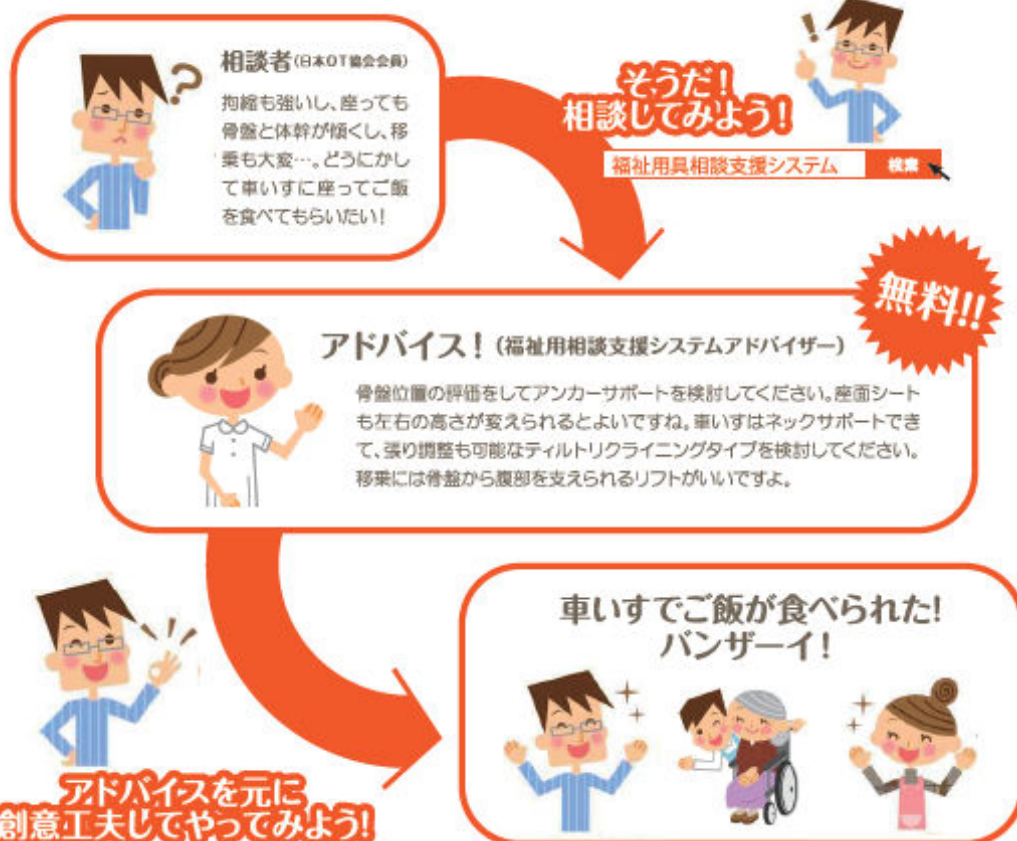 相談者(日本OT協会会員)
拘縮も強いし、座っても
骨盤と体幹が傾くし、移
乗も大変…。どうにかし
て車いすに座ってご飯
を食べてもらいたい!
そうだ!
相談してみよう!
福祉用具相談支援システム 検索
無料!!
アドバイス!(福祉用相談支援システムアドバイザー)
骨盤位置の評価をしてアンカーサポートを検討してください。座面シート
も左右の高さが変えられるとよいですね。車いすはネックサポートでき
て、張り調整も可能なティルトリクライニングタイプを検討してください。
移乗には骨盤から腹部を支えられるリフトがいいですよ。
アドバイスを元に
創意工夫してやってみよう!
車いすでご飯が食べられた!
バンザーイ!